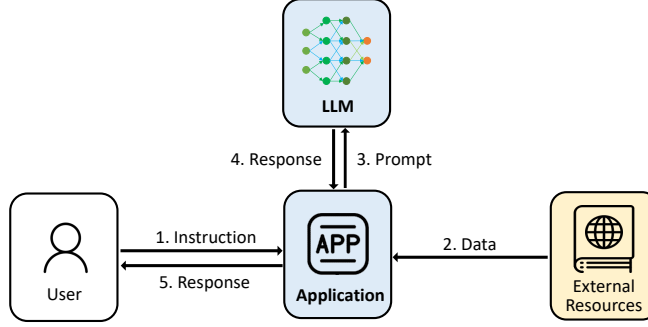 LLM
4. Response
3. Prompt
1. Instruction
APP
2. Data
5. Response
User
Application
External
Resources